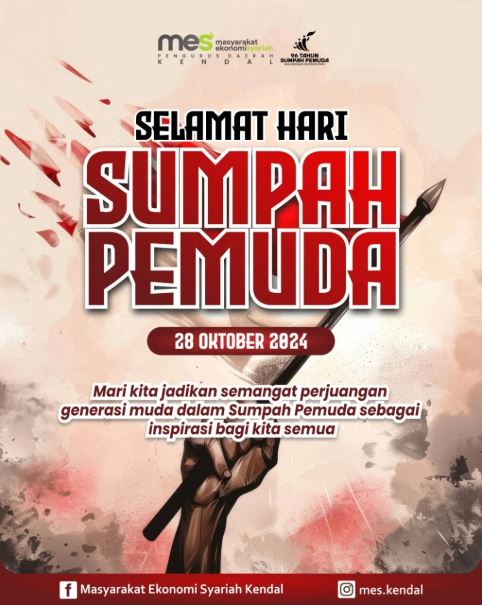 mes masyarakat
ekonomi syariah
PENGURUS DAERAH
KENDAL
96 TAHUN
SUMPAH PEMUDA
SELAMAT HARI
SUMPAH
PEMUDA
28 OKTOBER 2024
Mari kita jadikan semangat perjuangan
generasi muda dalam Sumpah Pemuda sebagai
inspirasi bagi kita semua
Masyarakat Ekonomi Syariah Kendal
mes.kendal